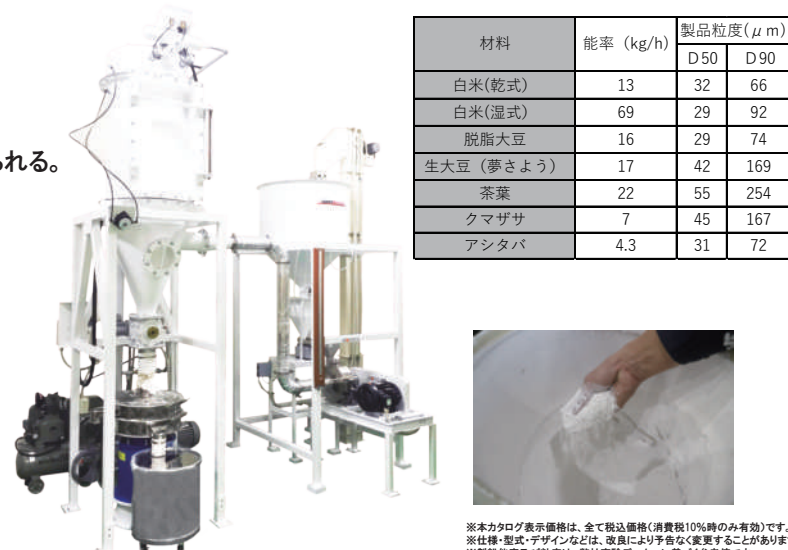 られる。
材料 能率（kg/h) 製品粒度(μm)
D50 D90
白米(乾式) 13 32 66
白米(湿式) 69 29 92
脱脂大豆 16 29 74
生大豆（夢さよう） 17 42 169
茶葉 22 55 254
クマザサ 7 45 167
アシタバ 4.3 31 72
※本カタログ表示価格は、全て税込価格(消費税10%時のみ有効)です。
※仕様・型式・デザインなどは、改良により予告なく変更することがありま